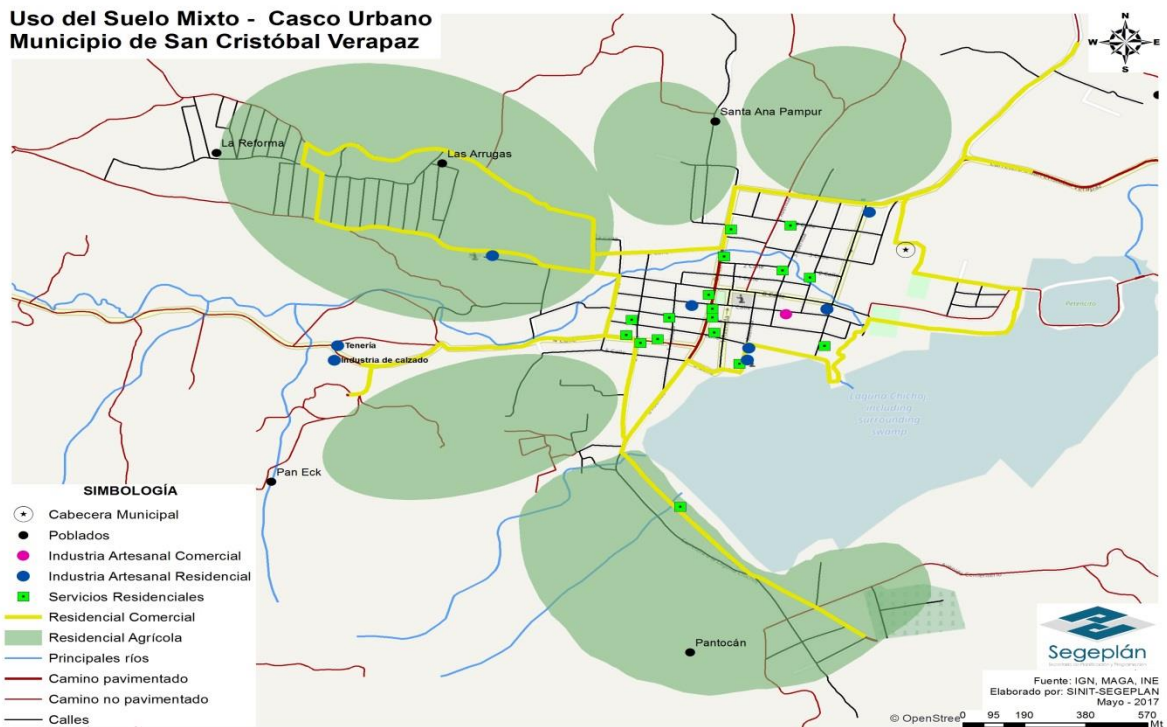 Uso del Suelo Mixto - Casco Urbano
Municipio de San Cristóbal Verapaz
N
W
E
S
Santa Ana Pampur
La Reforma
Las Arrugas
Tenería
Industria de calzado
Laguna Chichoj
including
surrounding
swamp
Pan Eck
Pantocán
SIMBOLOGÍA
Cabecera Municipal
Poblados
Industria Artesanal Comercial
Industria Artesanal Residencial
Servicios Residenciales
Residencial Comercial
Residencial Agrícola
Principales ríos
Camino pavimentado
Camino no pavimentado
Calles
Segeplán
Fuente: IGN, MAGA, INE
Elaborado por: SINIT-SEGEPLAN
Mayo - 2017
© OpenStree
0 95 190 380 570
Mt